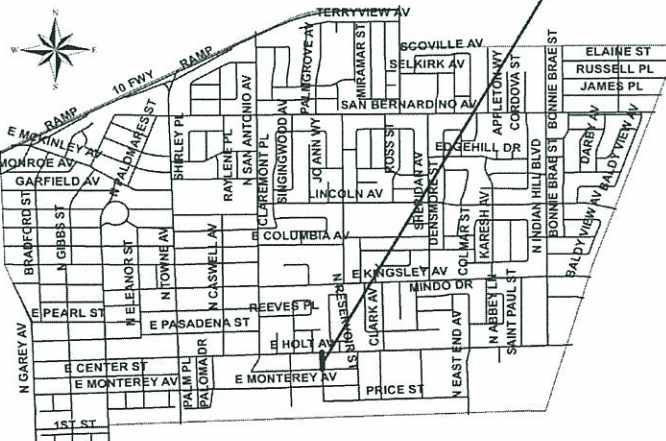 TERRYVIEW AV
N
W
E
S
SCOVILLE AV
ELAINE ST
SELKIRK AV
RUSSELL PL
JAMES PL
RAMP
10 FWY
RAMP
PALMGROVE AV
MIRAMAR ST
APPLETON WY
CORDOVA ST
BONNIE BRAE ST
SAN BERNARDINO AV
E MCKINLEY AV
MONROE AV
GARFIELD AV
N PALOMARES ST
SHIRLEY PL
RAYLENE PL
N SAN ANTONIO AV
CLAREMONT PL
SINGINGWOOD AV
JO ANN WY
ROSS ST
EDGEHILL DR
DARBY AV
BALDY VIEW AV
LINCOLN AV
SHERIDAN AV
DENSMORE ST
COLMAR ST
KARESH AV
N INDIAN HILL BLVD
BONNIE BRAE ST
BALDY VIEW AV
BRADFORD ST
N GIBBS ST
N ELEANOR ST
N TOWNE AV
N CASWELL AV
E COLUMBIA AV
E KINGSLEY AV
MINDO DR
N RESERVOIR ST
CLARK AV
N ABBEY LN
SAINT PAUL ST
REEVES PL
E PEARL ST
E PASADENA ST
N GAREY AV
E HOLT AV
N EAST END AV
E CENTER ST
E MONTEREY AV
PALM PL
PALOMA DR
E MONTEREY AV
PRICE ST
1ST ST